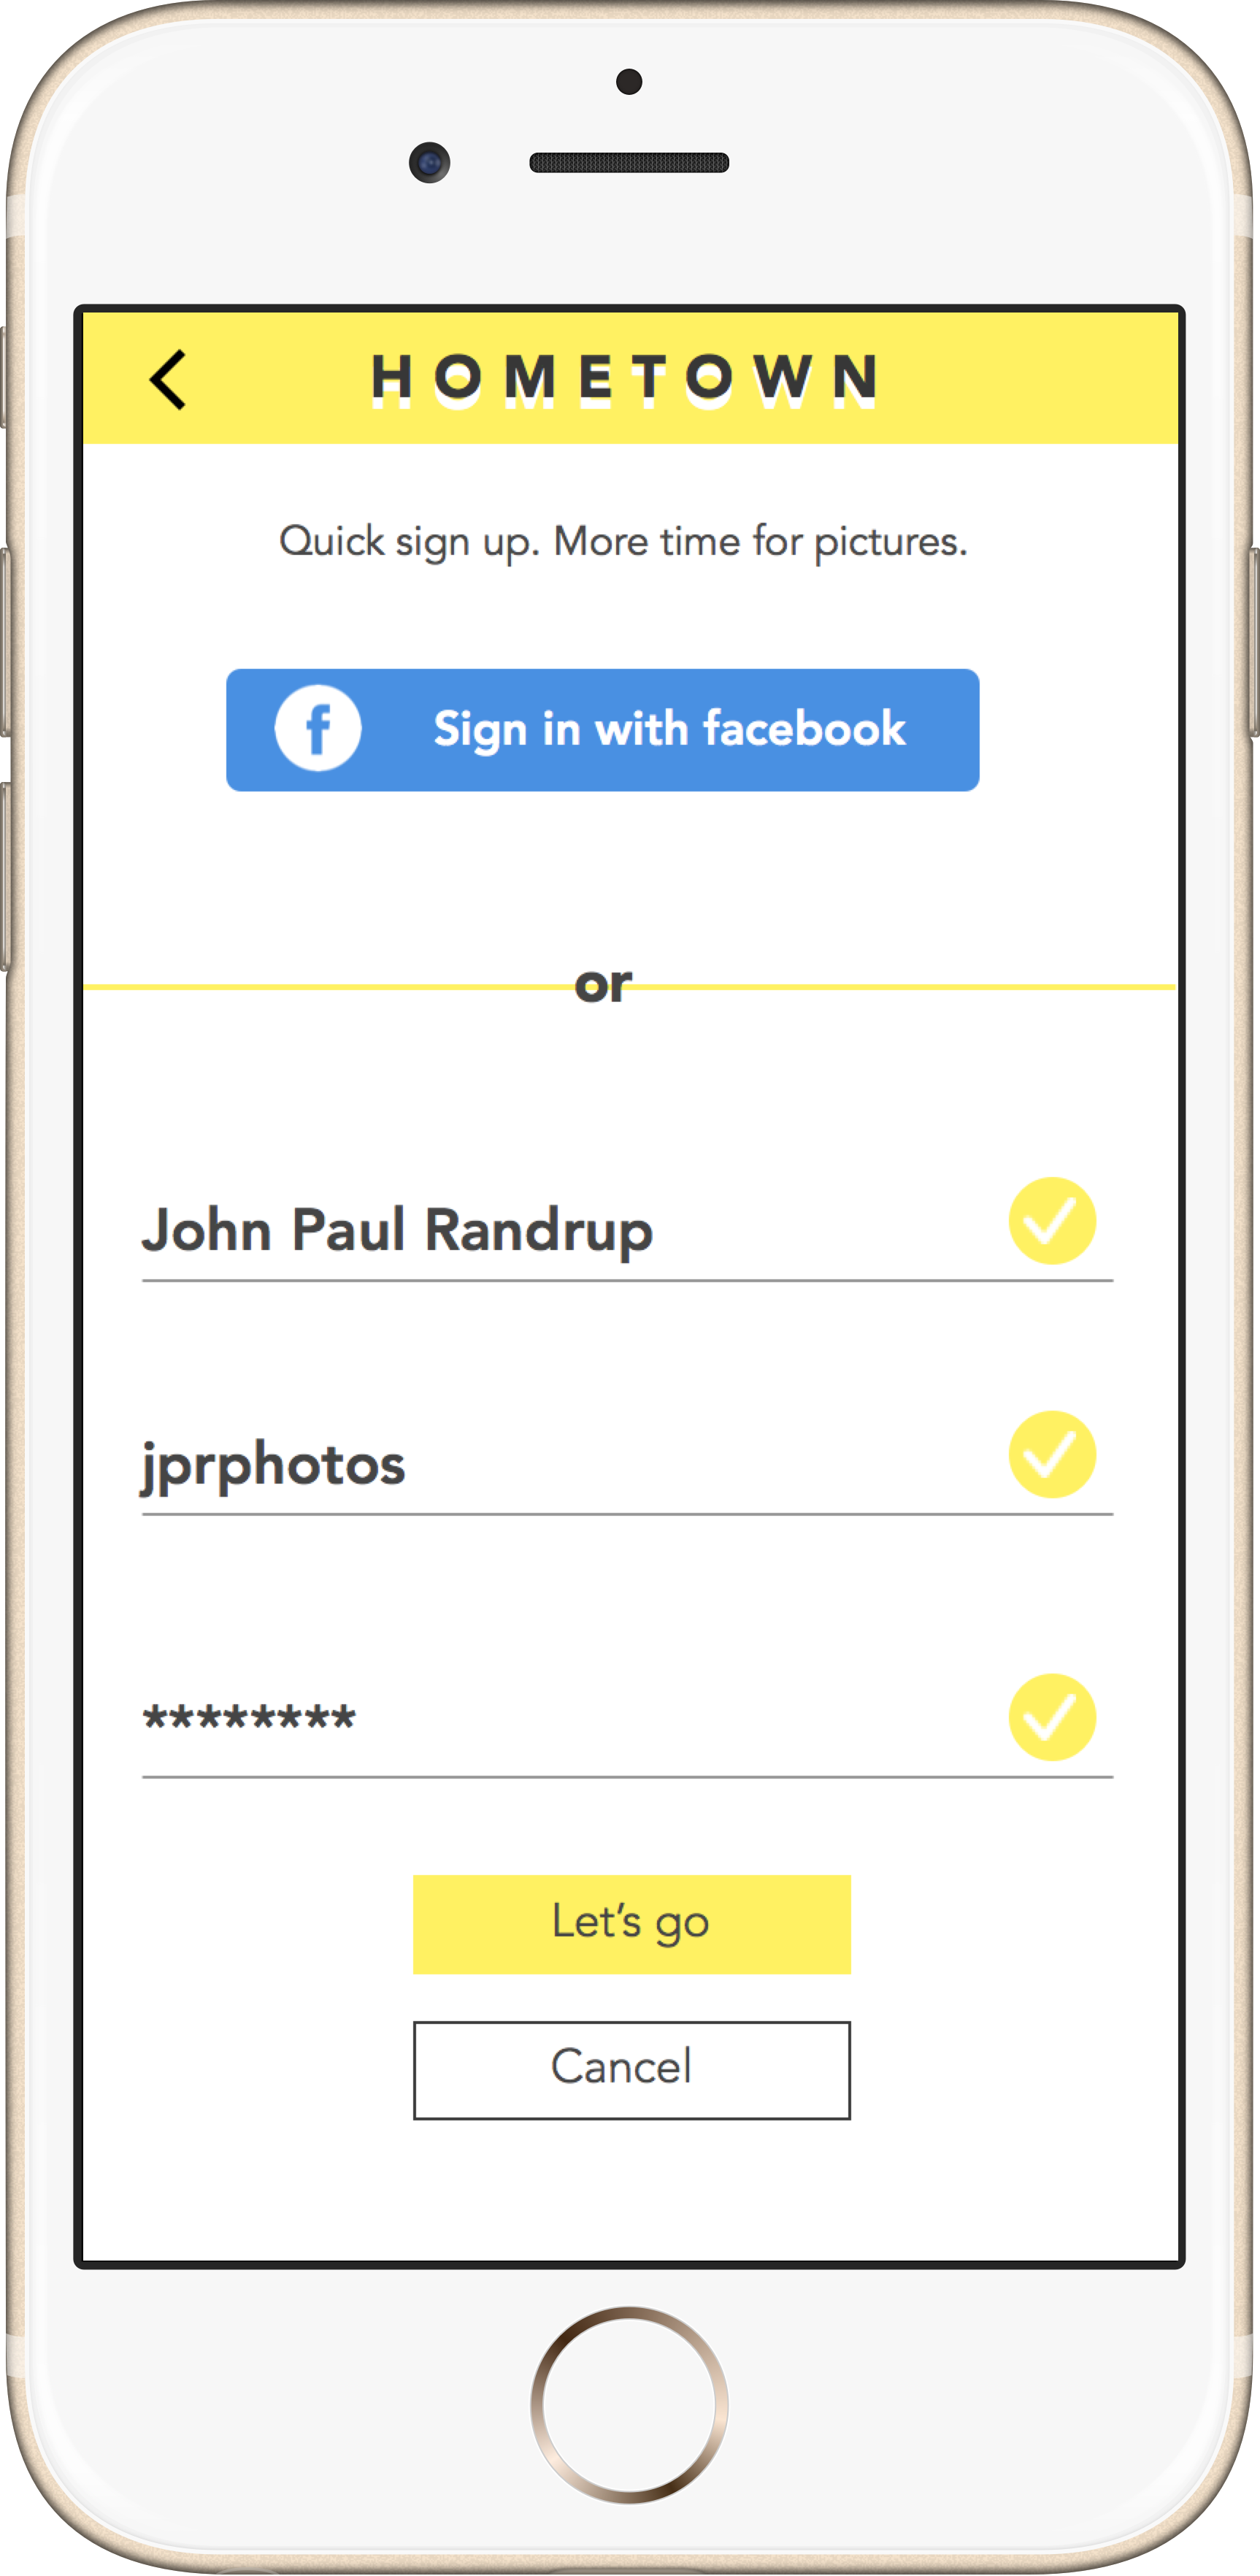 HOMETOWN
Quick sign up. More time for pictures.
f Sign in with facebook
or
John Paul Randrup
jprphotos
********
Let's go
Cancel